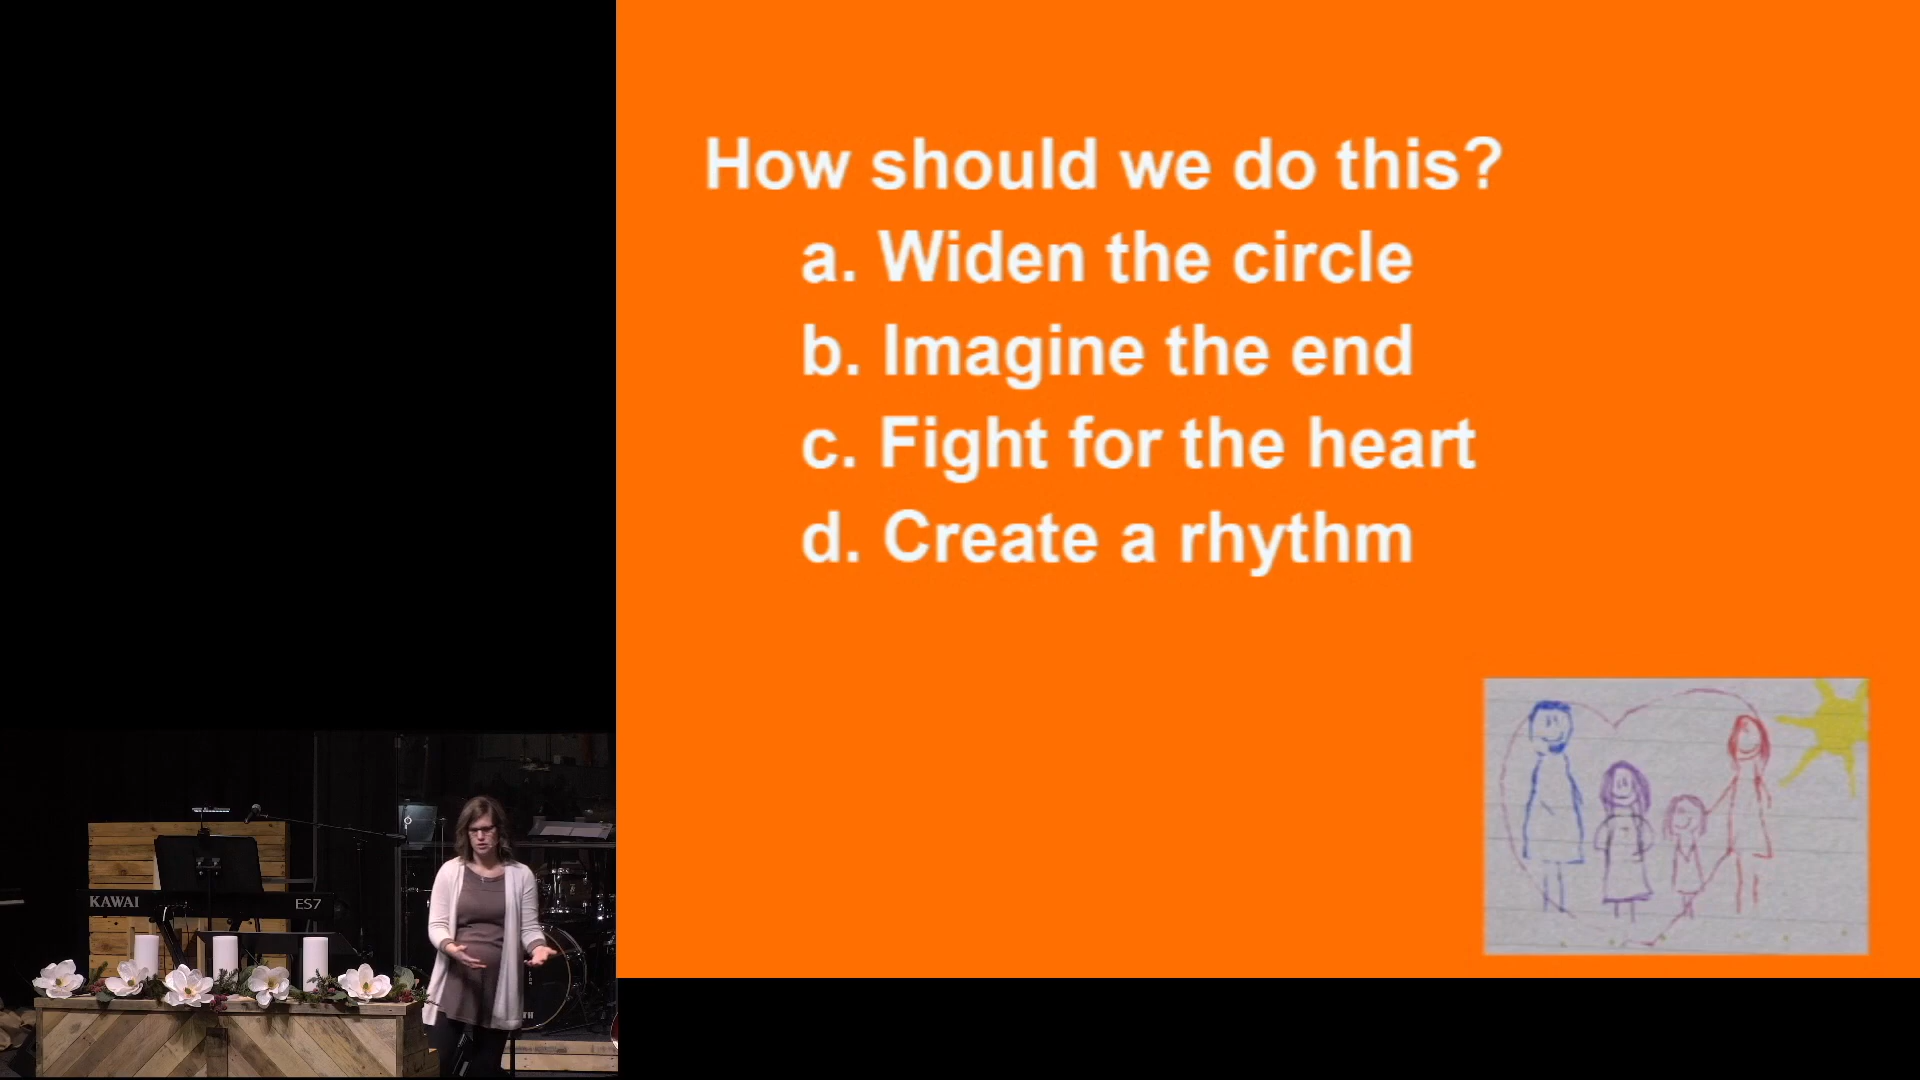 How should we do this?
a. Widen the circle
b. Imagine the end
c. Fight for the heart
d. Create a rhythm
KAWAI
ES7